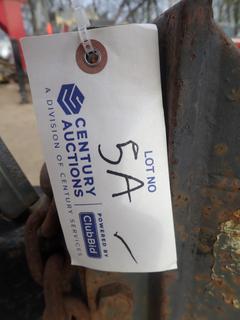 CENTURY
AUCTIONS
A DIVISION OF CENTURY SERVICES
POWERED BY
ClubBid
LOT NO
5A